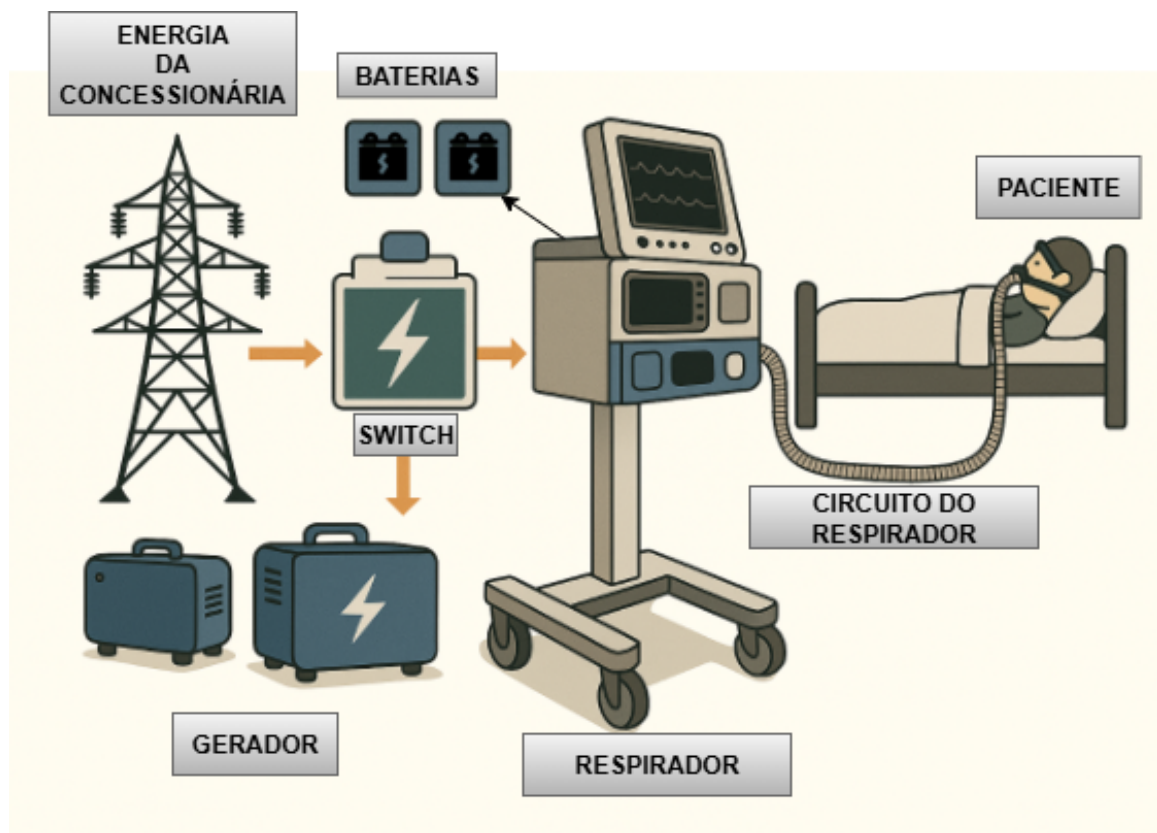 ENERGIA
DA
CONCESSIONÁRIA
BATERIAS
PACIENTE
SWITCH
CIRCUITO DO
RESPIRADOR
GERADOR
RESPIRADOR